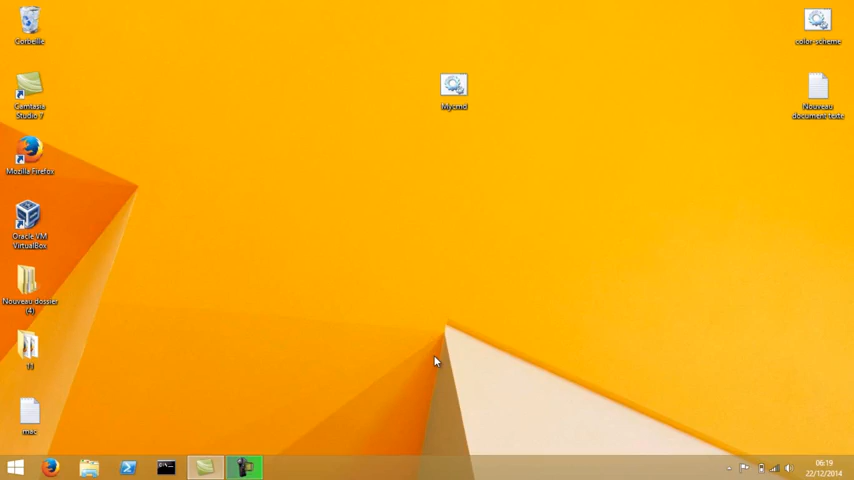 Corbeille
Camtasia
Studio 7
Mozilla Firefox
Oracle VM
VirtualBox
Nouveau dossier
(4)
11
mac
Mycmd
color-scheme
Nouveau
document texte
06:19
22/12/2014